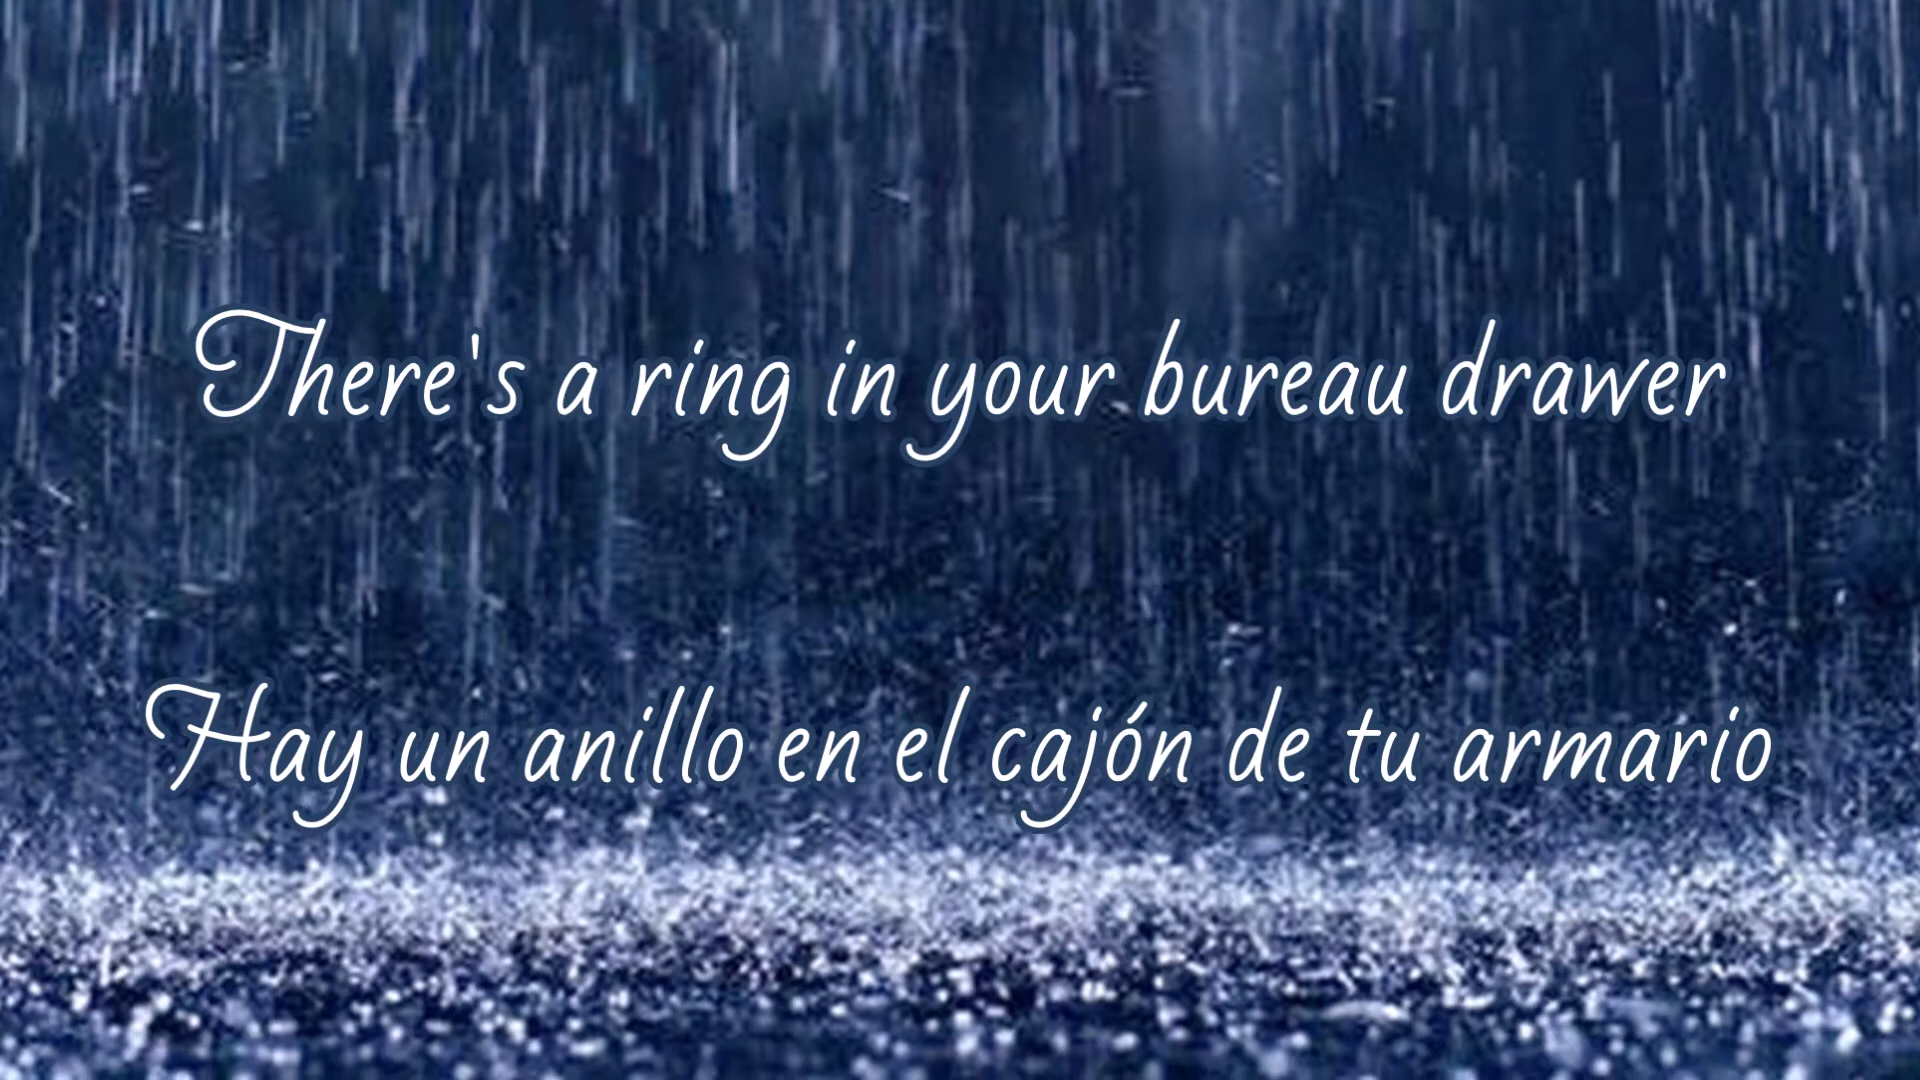 There's a ring in your bureau drawer
Hay un anillo en el cajón de tu armario